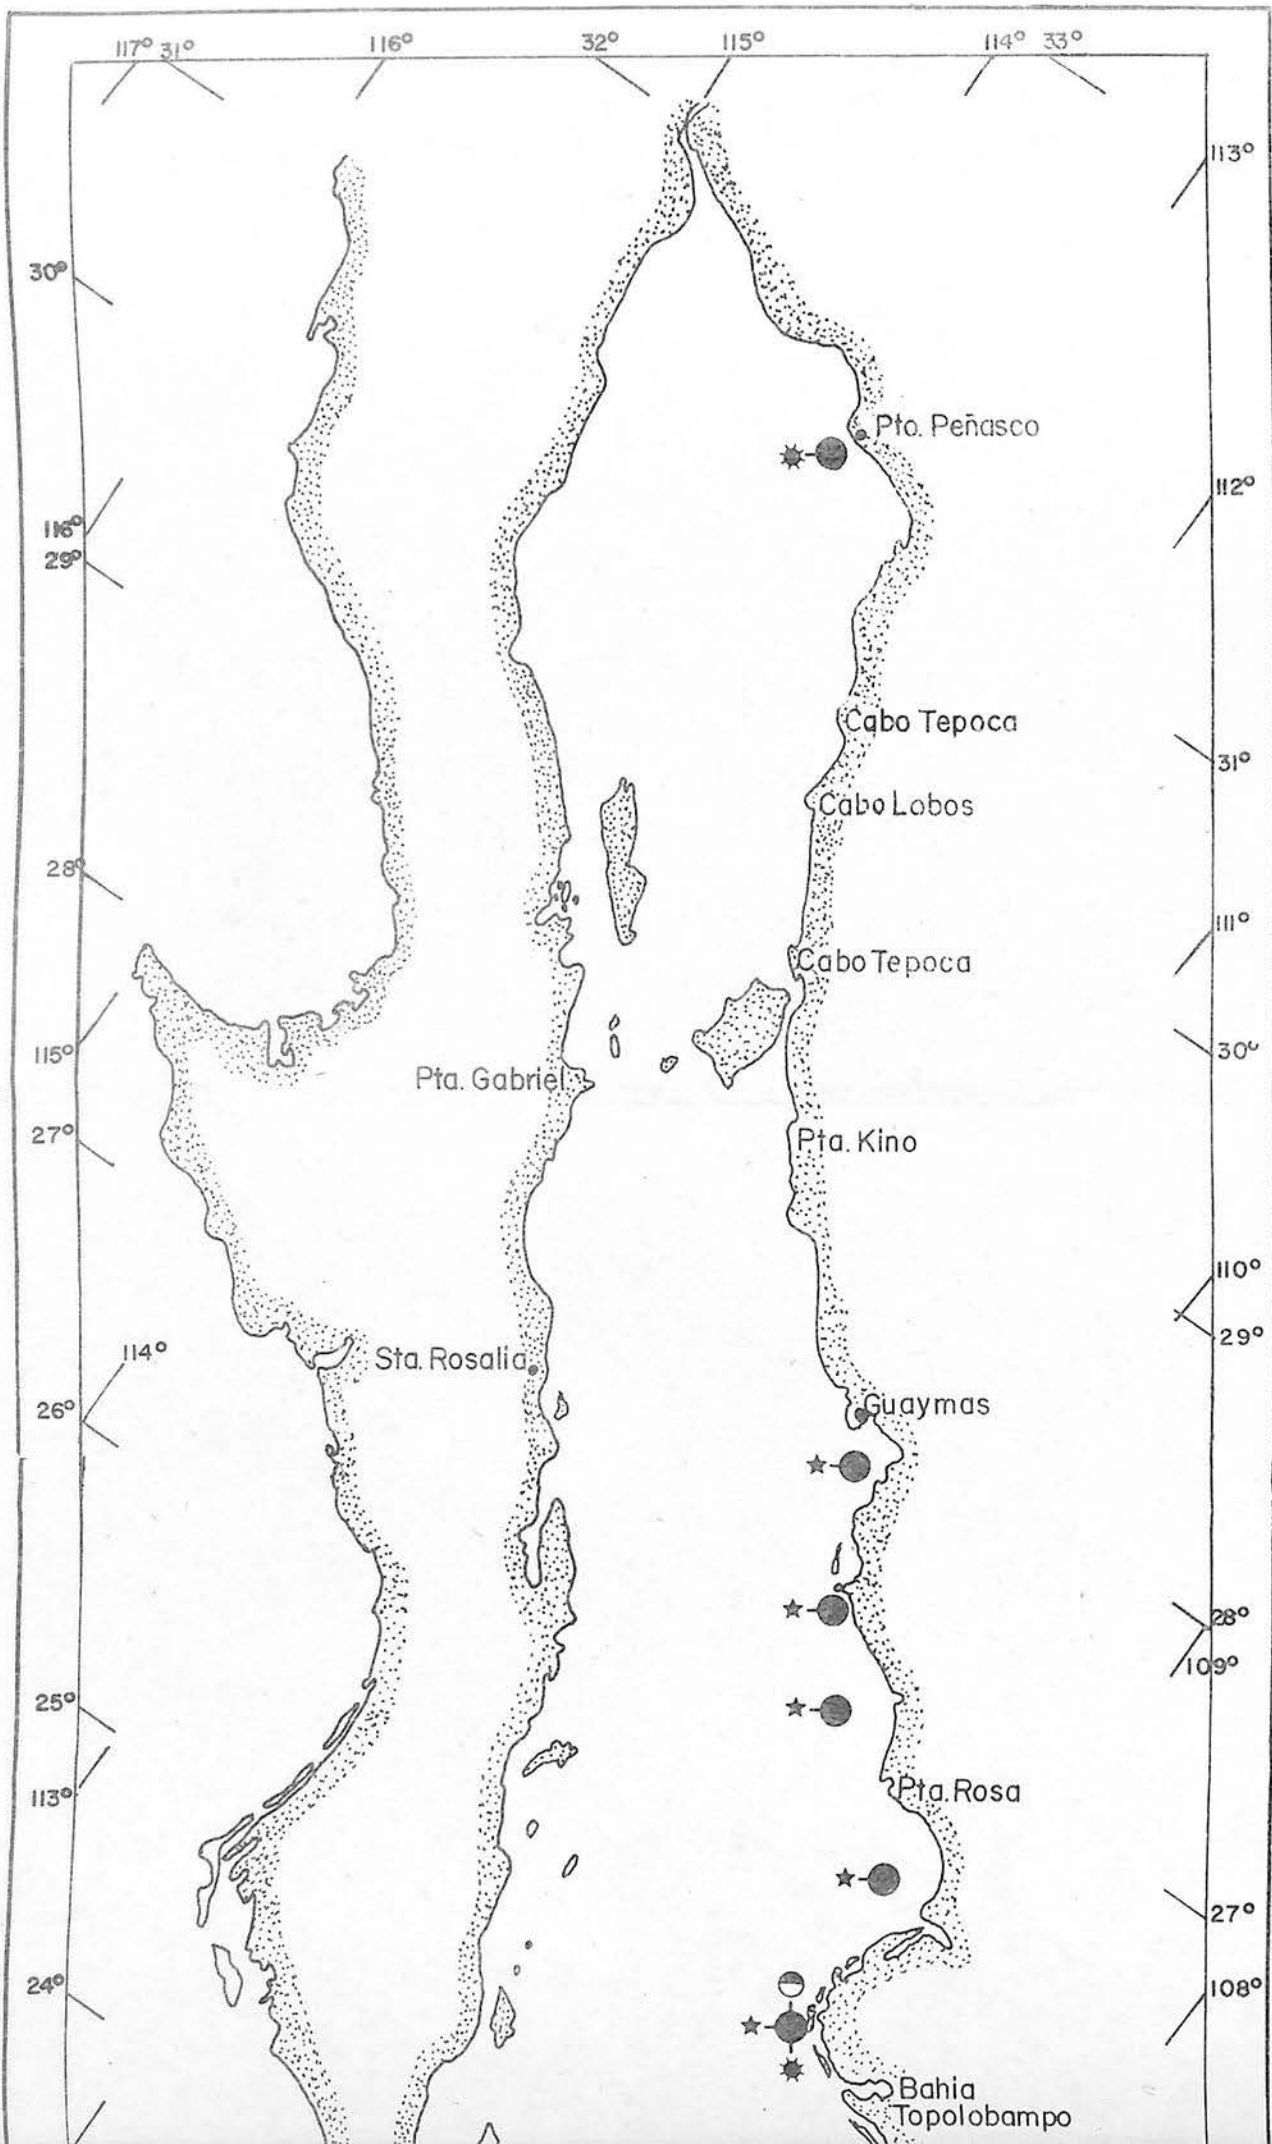 117° 31° 116° 32° 115° 114° 33°
113°
30°
Pto. Peñasco
112°
116°
29°
Cabo Tepoca
31°
Cabo Lobos
28°
111°
Cabo Tepoca
30°
115°
Pta. Gabriel
27°
Pta. Kino
110°
29°
114°
Sta. Rosalia
26°
Guaymas
28°
109°
25°
Pta. Rosa
113°
27°
24°
108°
Bahia
Topolobampo